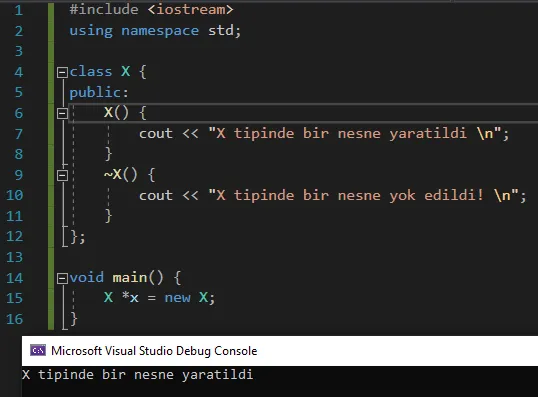 1 #include <iostream>
2 using namespace std;
3
4 class X {
5 public:
6 X() {
7 cout << "X tipinde bir nesne yaratildi \n";
8 }
9 ~X() {
10 cout << "X tipinde bir nesne yok edildi! \n";
11 }
12 };
13
14 void main() {
15 X *x = new X;
16 }
C:\ Microsoft Visual Studio Debug Console
X tipinde bir nesne yaratildi